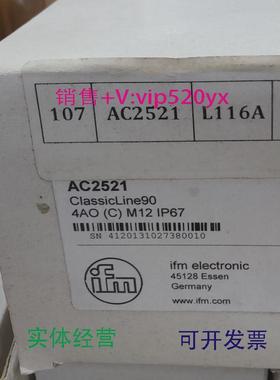 销售+V:vip520yx
107 AC2521 L116A
AC2521
ClassicLine90
4AO (C) M12 IP67
SN 4120131027380010
ifm
ifm electronic
45128 Essen
Germany
www.ifm.com
实体经营 可开发票